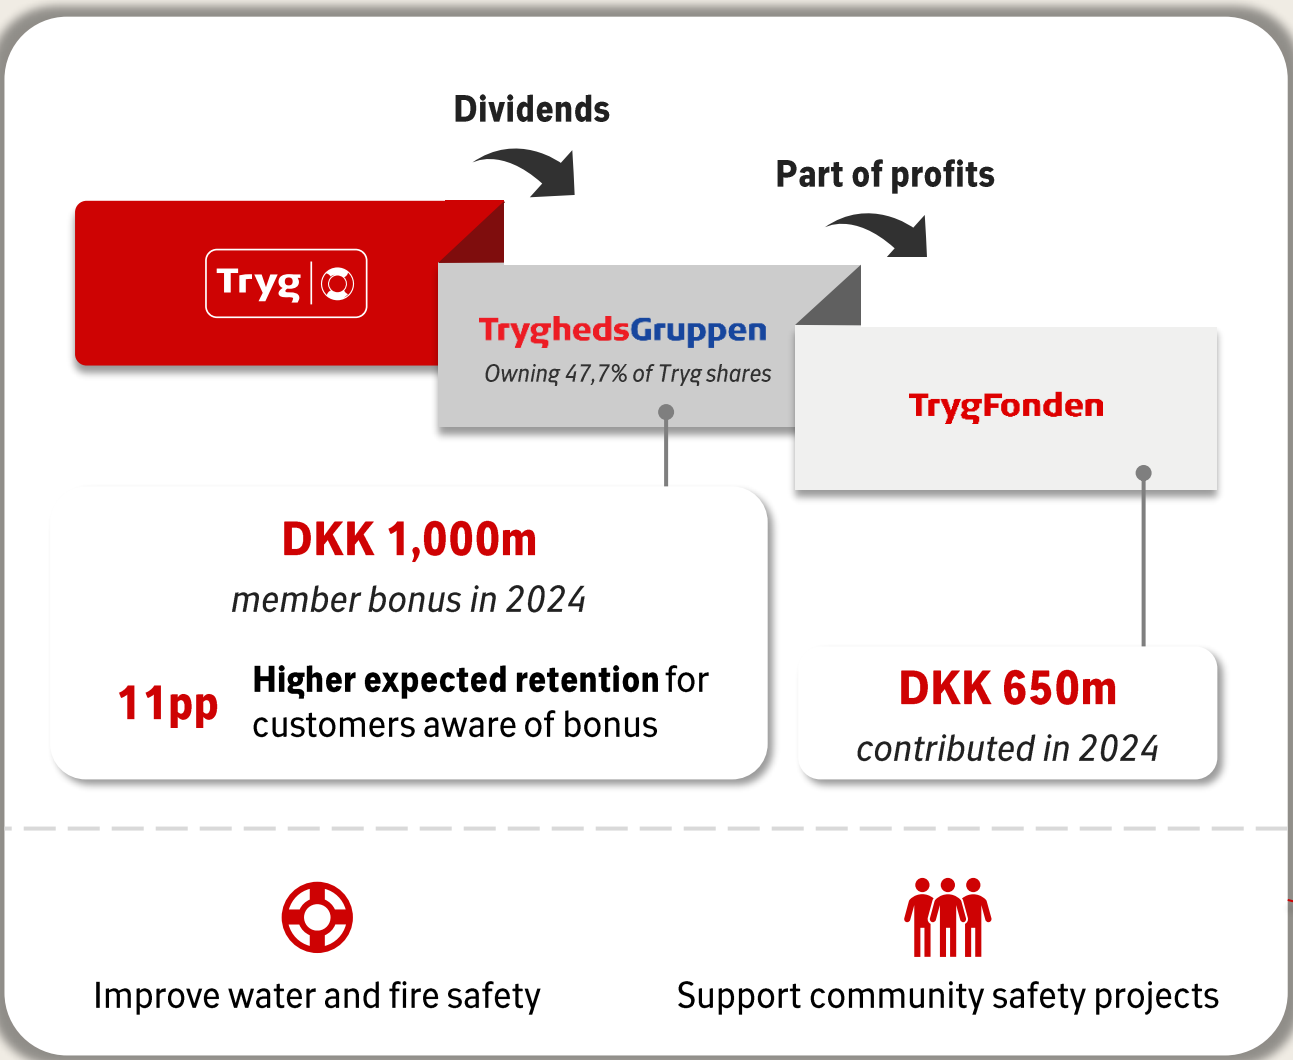 Dividends
Part of profits
Tryg
TryghedsGruppen
Owning 47,7% of Tryg shares
TrygFonden
DKK 1,000m
member bonus in 2024
11pp
Higher expected retention for
customers aware of bonus
DKK 650m
contributed in 2024
Improve water and fire safety
Support community safety projects